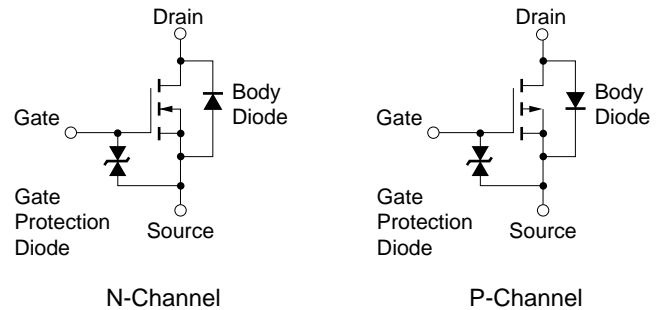 Drain
Body
Diode
Gate
Gate
Protection
Diode
Source
N-Channel
Drain
Body
Diode
Gate
Gate
Protection
Diode
Source
P-Channel